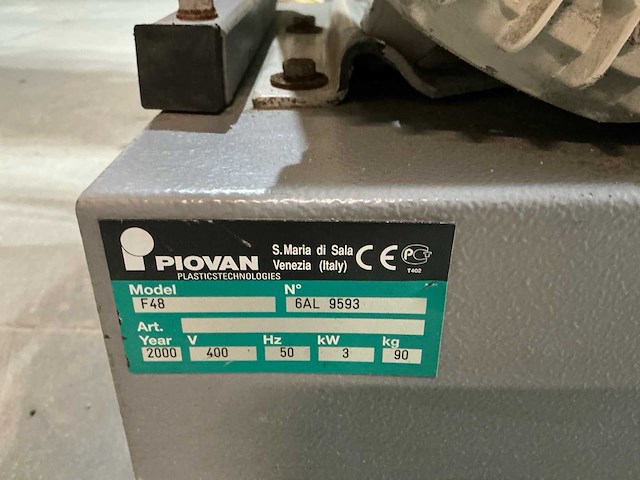 PIOVAN S.Maria di Sala CE PCT
PLASTICSTECHNOLOGIES Venezia (Italy) T402
Model N°
F48 6AL 9593
Art.
Year V Hz kW kg
2000 400 50 3 90